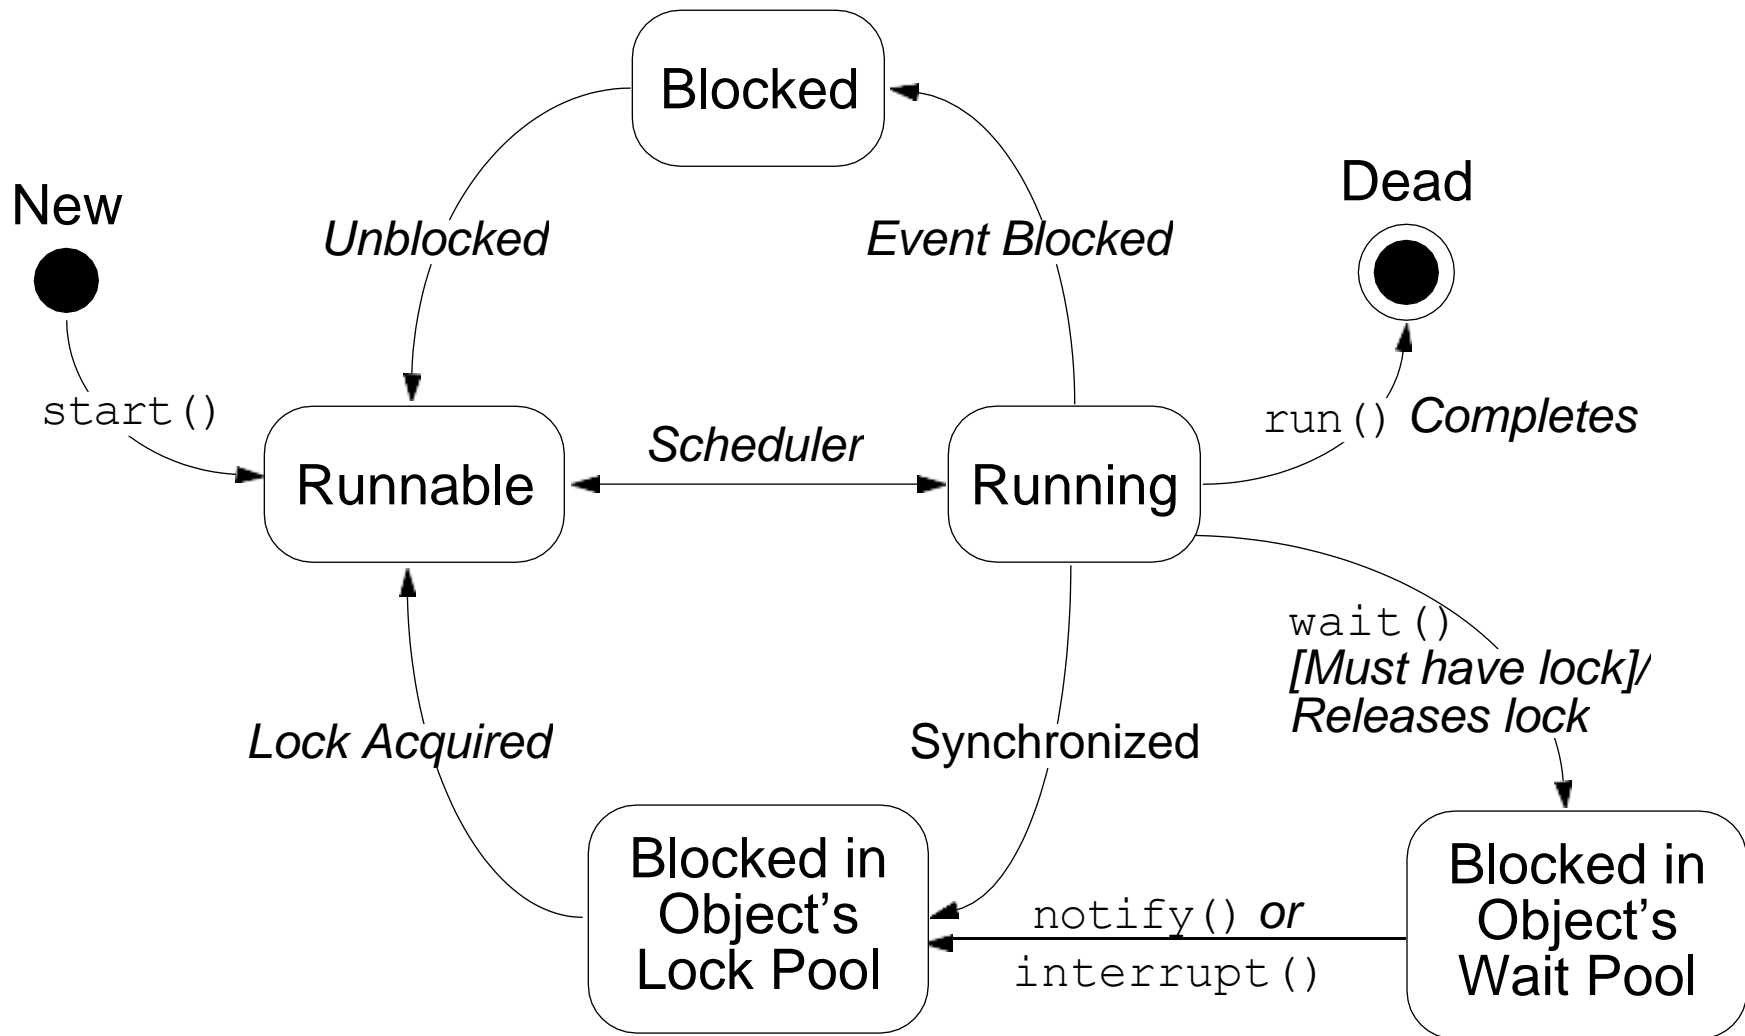 Blocked
New
Dead
Unblocked
Event Blocked
start()
run() Completes
Scheduler
Runnable
Running
wait()
[Must have lock]/
Releases lock
Lock Acquired
Synchronized
Blocked in
Object’s
Lock Pool
notify() or
interrupt()
Blocked in
Object’s
Wait Pool